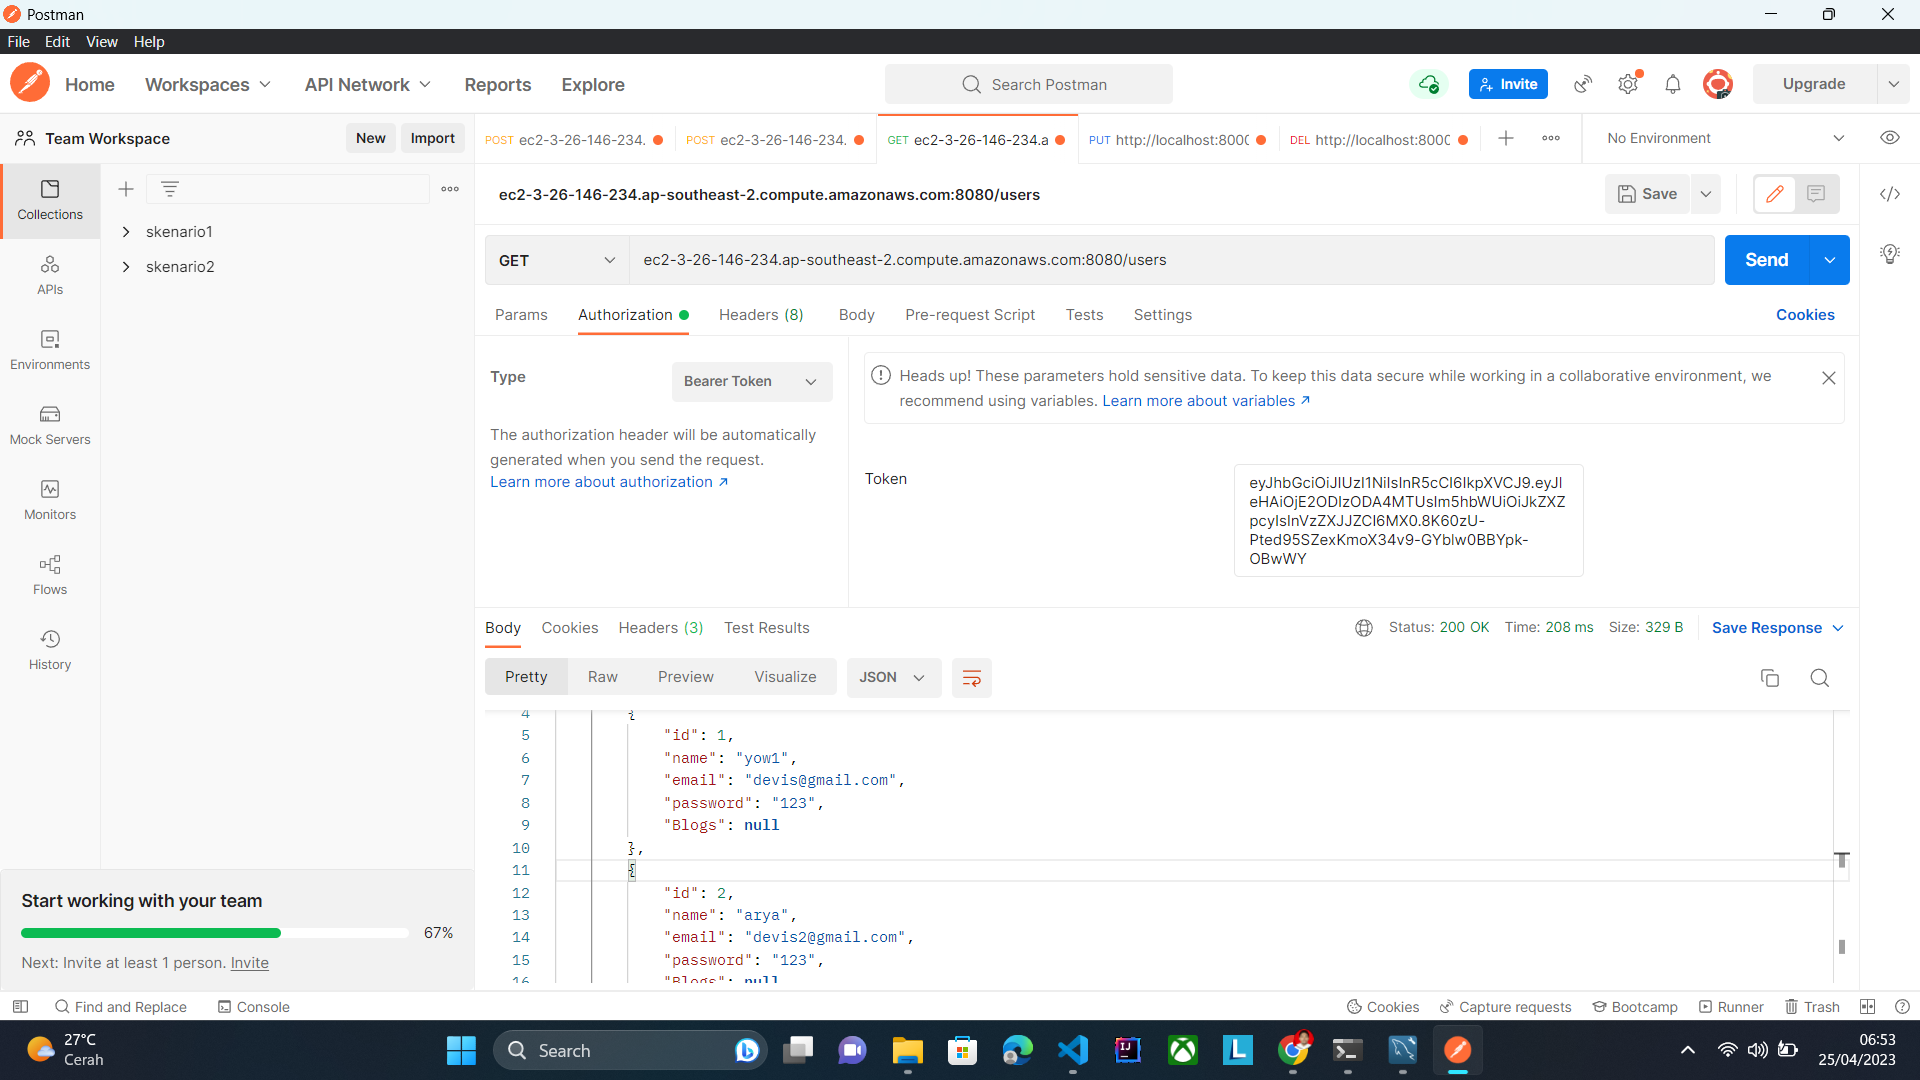 Postman
File Edit View Help
Home Workspaces API Network Reports Explore
Search Postman
Invite
Upgrade
Team Workspace
New Import
POST ec2-3-26-146-234.
POST ec2-3-26-146-234.
GET ec2-3-26-146-234.a
PUT http://localhost:8000
DEL http://localhost:8000
No Environment
Collections
APIs
Environments
Mock Servers
Monitors
Flows
History
skenario1
skenario2
Start working with your team
67%
Next: Invite at least 1 person. Invite
ec2-3-26-146-234.ap-southeast-2.compute.amazonaws.com:8080/users
Save
GET
ec2-3-26-146-234.ap-southeast-2.compute.amazonaws.com:8080/users
Send
Params Authorization Headers (8) Body Pre-request Script Tests Settings
Cookies
Type
Bearer Token
The authorization header will be automatically
generated when you send the request.
Learn more about authorization ↗
Heads up! These parameters hold sensitive data. To keep this data secure while working in a collaborative environment, we
recommend using variables. Learn more about variables ↗
Token
eyJhbGciOiJIUzI1NiIsInR5cCI6IkpXVCJ9.eyJl
eHAiOjE2ODIzODA4MTUsIm5hbWUiOiJkZXZ
pcyIsInVzZXJJZCI6MX0.8K60zU-
Pted95SZexKmoX34v9-GYblw0BBYpk-
OBwWY
Body Cookies Headers (3) Test Results
Status: 200 OK Time: 208 ms Size: 329 B
Save Response
Pretty Raw Preview Visualize JSON
4 {
5 "id": 1,
6 "name": "yow1",
7 "email": "devis@gmail.com",
8 "password": "123",
9 "Blogs": null
10 },
11 {
12 "id": 2,
13 "name": "arya",
14 "email": "devis2@gmail.com",
15 "password": "123",
16 "Blogs": null
Find and Replace Console
Cookies Capture requests Bootcamp Runner Trash
27°C
Cerah
Search
06:53
25/04/2023